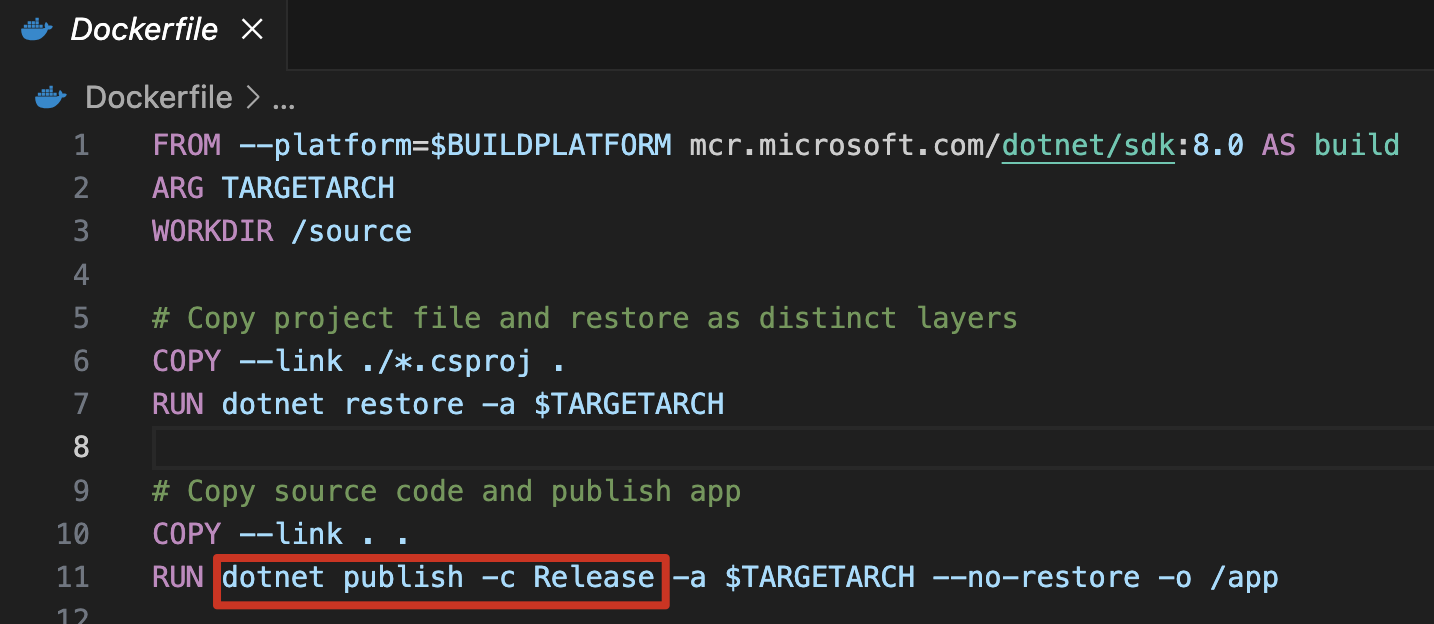 Dockerfile
Dockerfile > ...
1 FROM --platform=$BUILDPLATFORM mcr.microsoft.com/dotnet/sdk:8.0 AS build
2 ARG TARGETARCH
3 WORKDIR /source
4
5 # Copy project file and restore as distinct layers
6 COPY --link ./*.csproj .
7 RUN dotnet restore -a $TARGETARCH
8
9 # Copy source code and publish app
10 COPY --link . .
11 RUN dotnet publish -c Release -a $TARGETARCH --no-restore -o /app
12